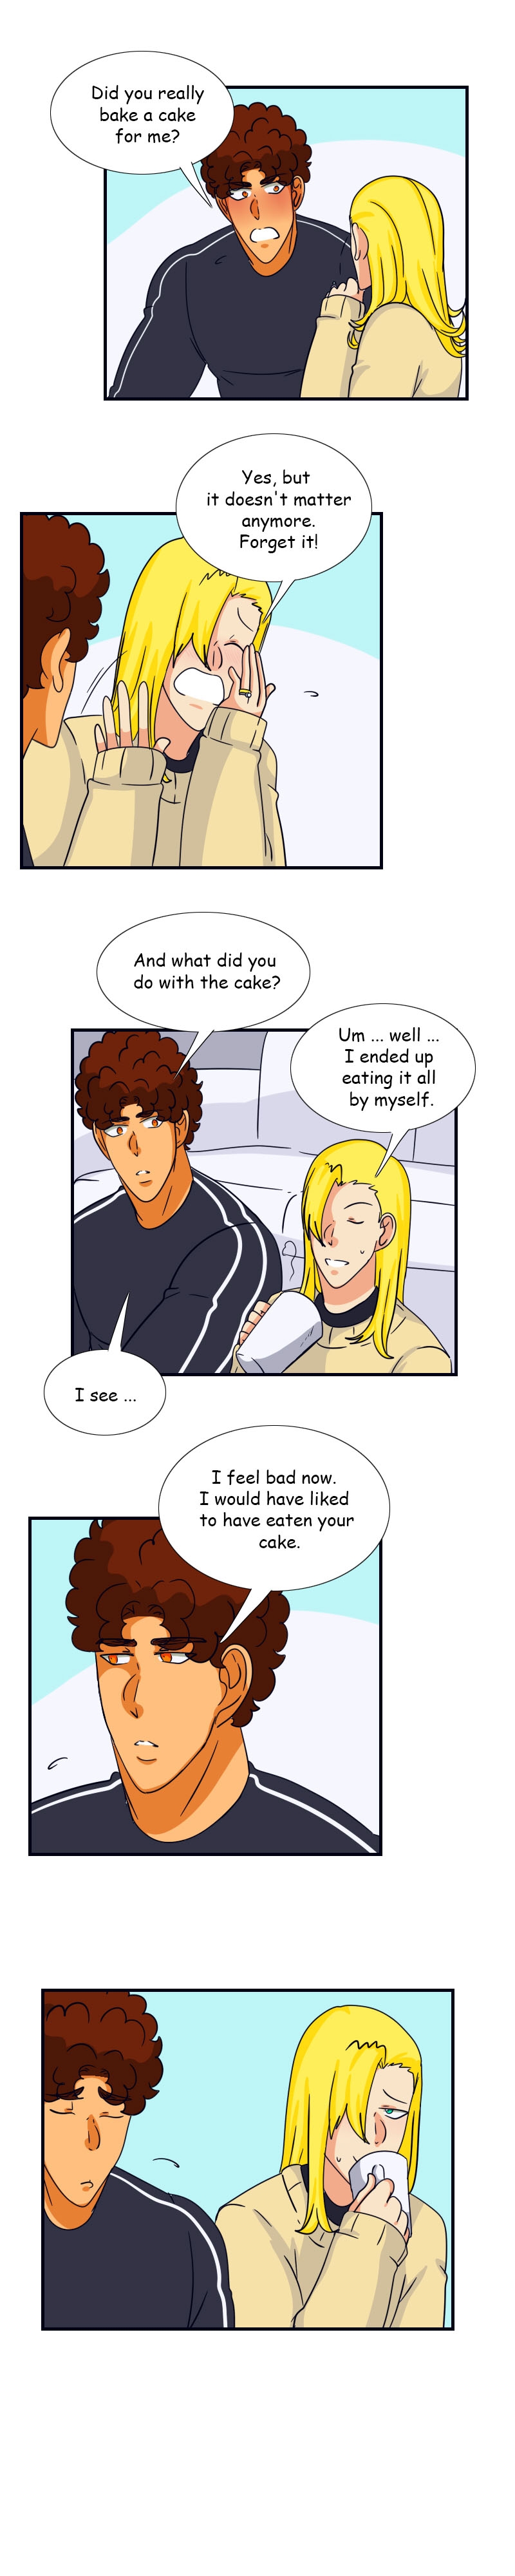 Did you really
bake a cake
for me?
Yes, but
it doesn't matter
anymore.
Forget it!
And what did you
do with the cake?
Um ... well ...
I ended up
eating it all
by myself.
I see ...
I feel bad now.
I would have liked
to have eaten your
cake.